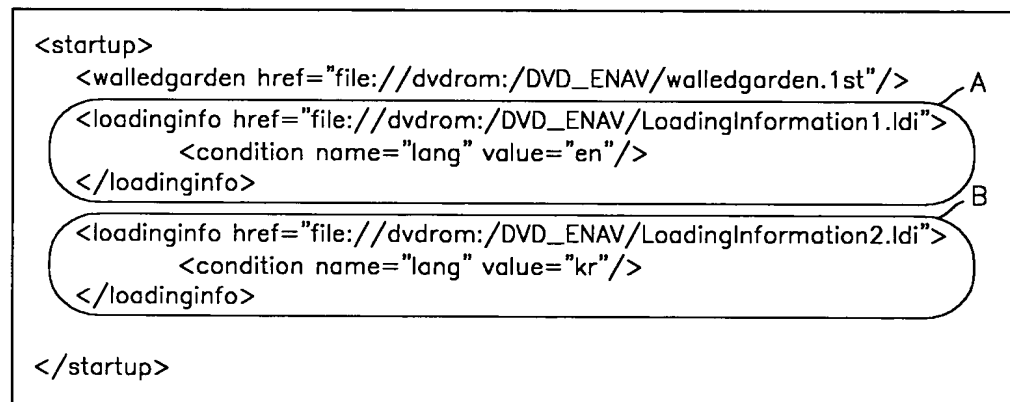 <startup>
<walledgarden href="file://dvdrom:/DVD_ENAV/walledgarden.1st"/>
A
<loadinginfo href="file://dvdrom:/DVD_ENAV/LoadingInformation1.ldi">
<condition name="lang" value="en"/>
</loadinginfo>
B
<loadinginfo href="file://dvdrom:/DVD_ENAV/LoadingInformation2.ldi">
<condition name="lang" value="kr"/>
</loadinginfo>
</startup>